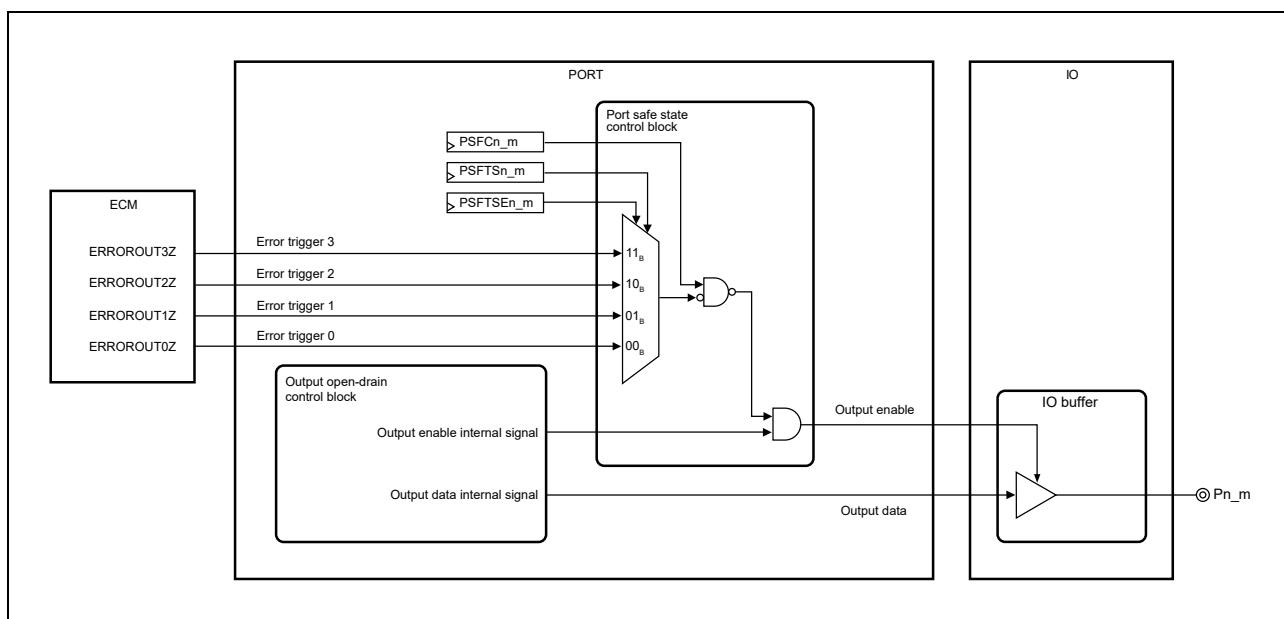 PORT
IO
Port safe state
control block
PSFCn_m
PSFTSn_m
PSFTSEn_m
ECM
ERROROUT3Z
ERROROUT2Z
ERROROUT1Z
ERROROUT0Z
Error trigger 3
Error trigger 2
Error trigger 1
Error trigger 0
11B
10B
01B
00B
Output open-drain
control block
Output enable internal signal
Output data internal signal
Output enable
Output data
IO buffer
Pn_m